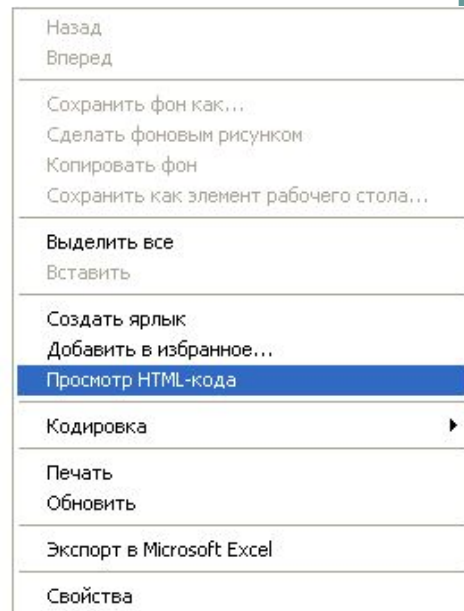 Назад
Вперед
Сохранить фон как...
Сделать фоновым рисунком
Копировать фон
Сохранить как элемент рабочего стола...
Выделить все
Вставить
Создать ярлык
Добавить в избранное...
Просмотр HTML-кода
Кодировка
Печать
Обновить
Экспорт в Microsoft Excel
Свойства